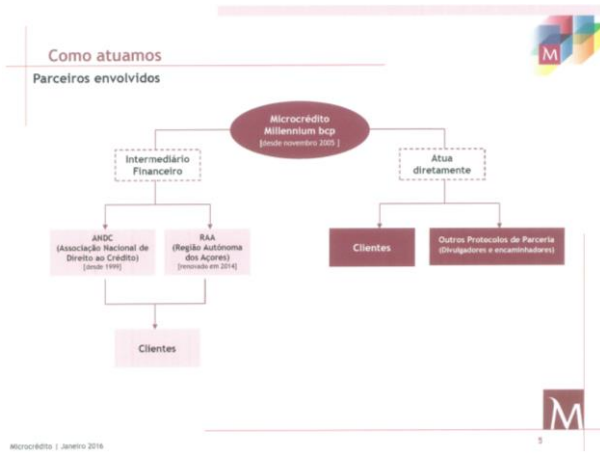 M
Como atuamos
Parceiros envolvidos
Microcrédito
Millennium bcp
[desde novembro 2005 ]
Intermediário
Financeiro
Atua
diretamente
ANDC
(Associação Nacional de
Direito ao Crédito)
[desde 1999]
RAA
(Região Autónoma
dos Açores)
[renovada em 2014]
Clientes
Outros Protocolos de Parceria
(Divulgadores e encaminhadores)
Clientes
M
Microcrédito | Janeiro 2016
5